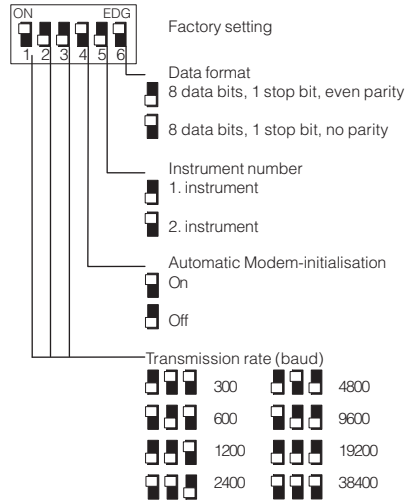 ON EDG
1 2 3 4 5 6
Factory setting
Data format
8 data bits, 1 stop bit, even parity
8 data bits, 1 stop bit, no parity
Instrument number
1. instrument
2. instrument
Automatic Modem-initialisation
On
Off
Transmission rate (baud)
300 4800
600 9600
1200 19200
2400 38400